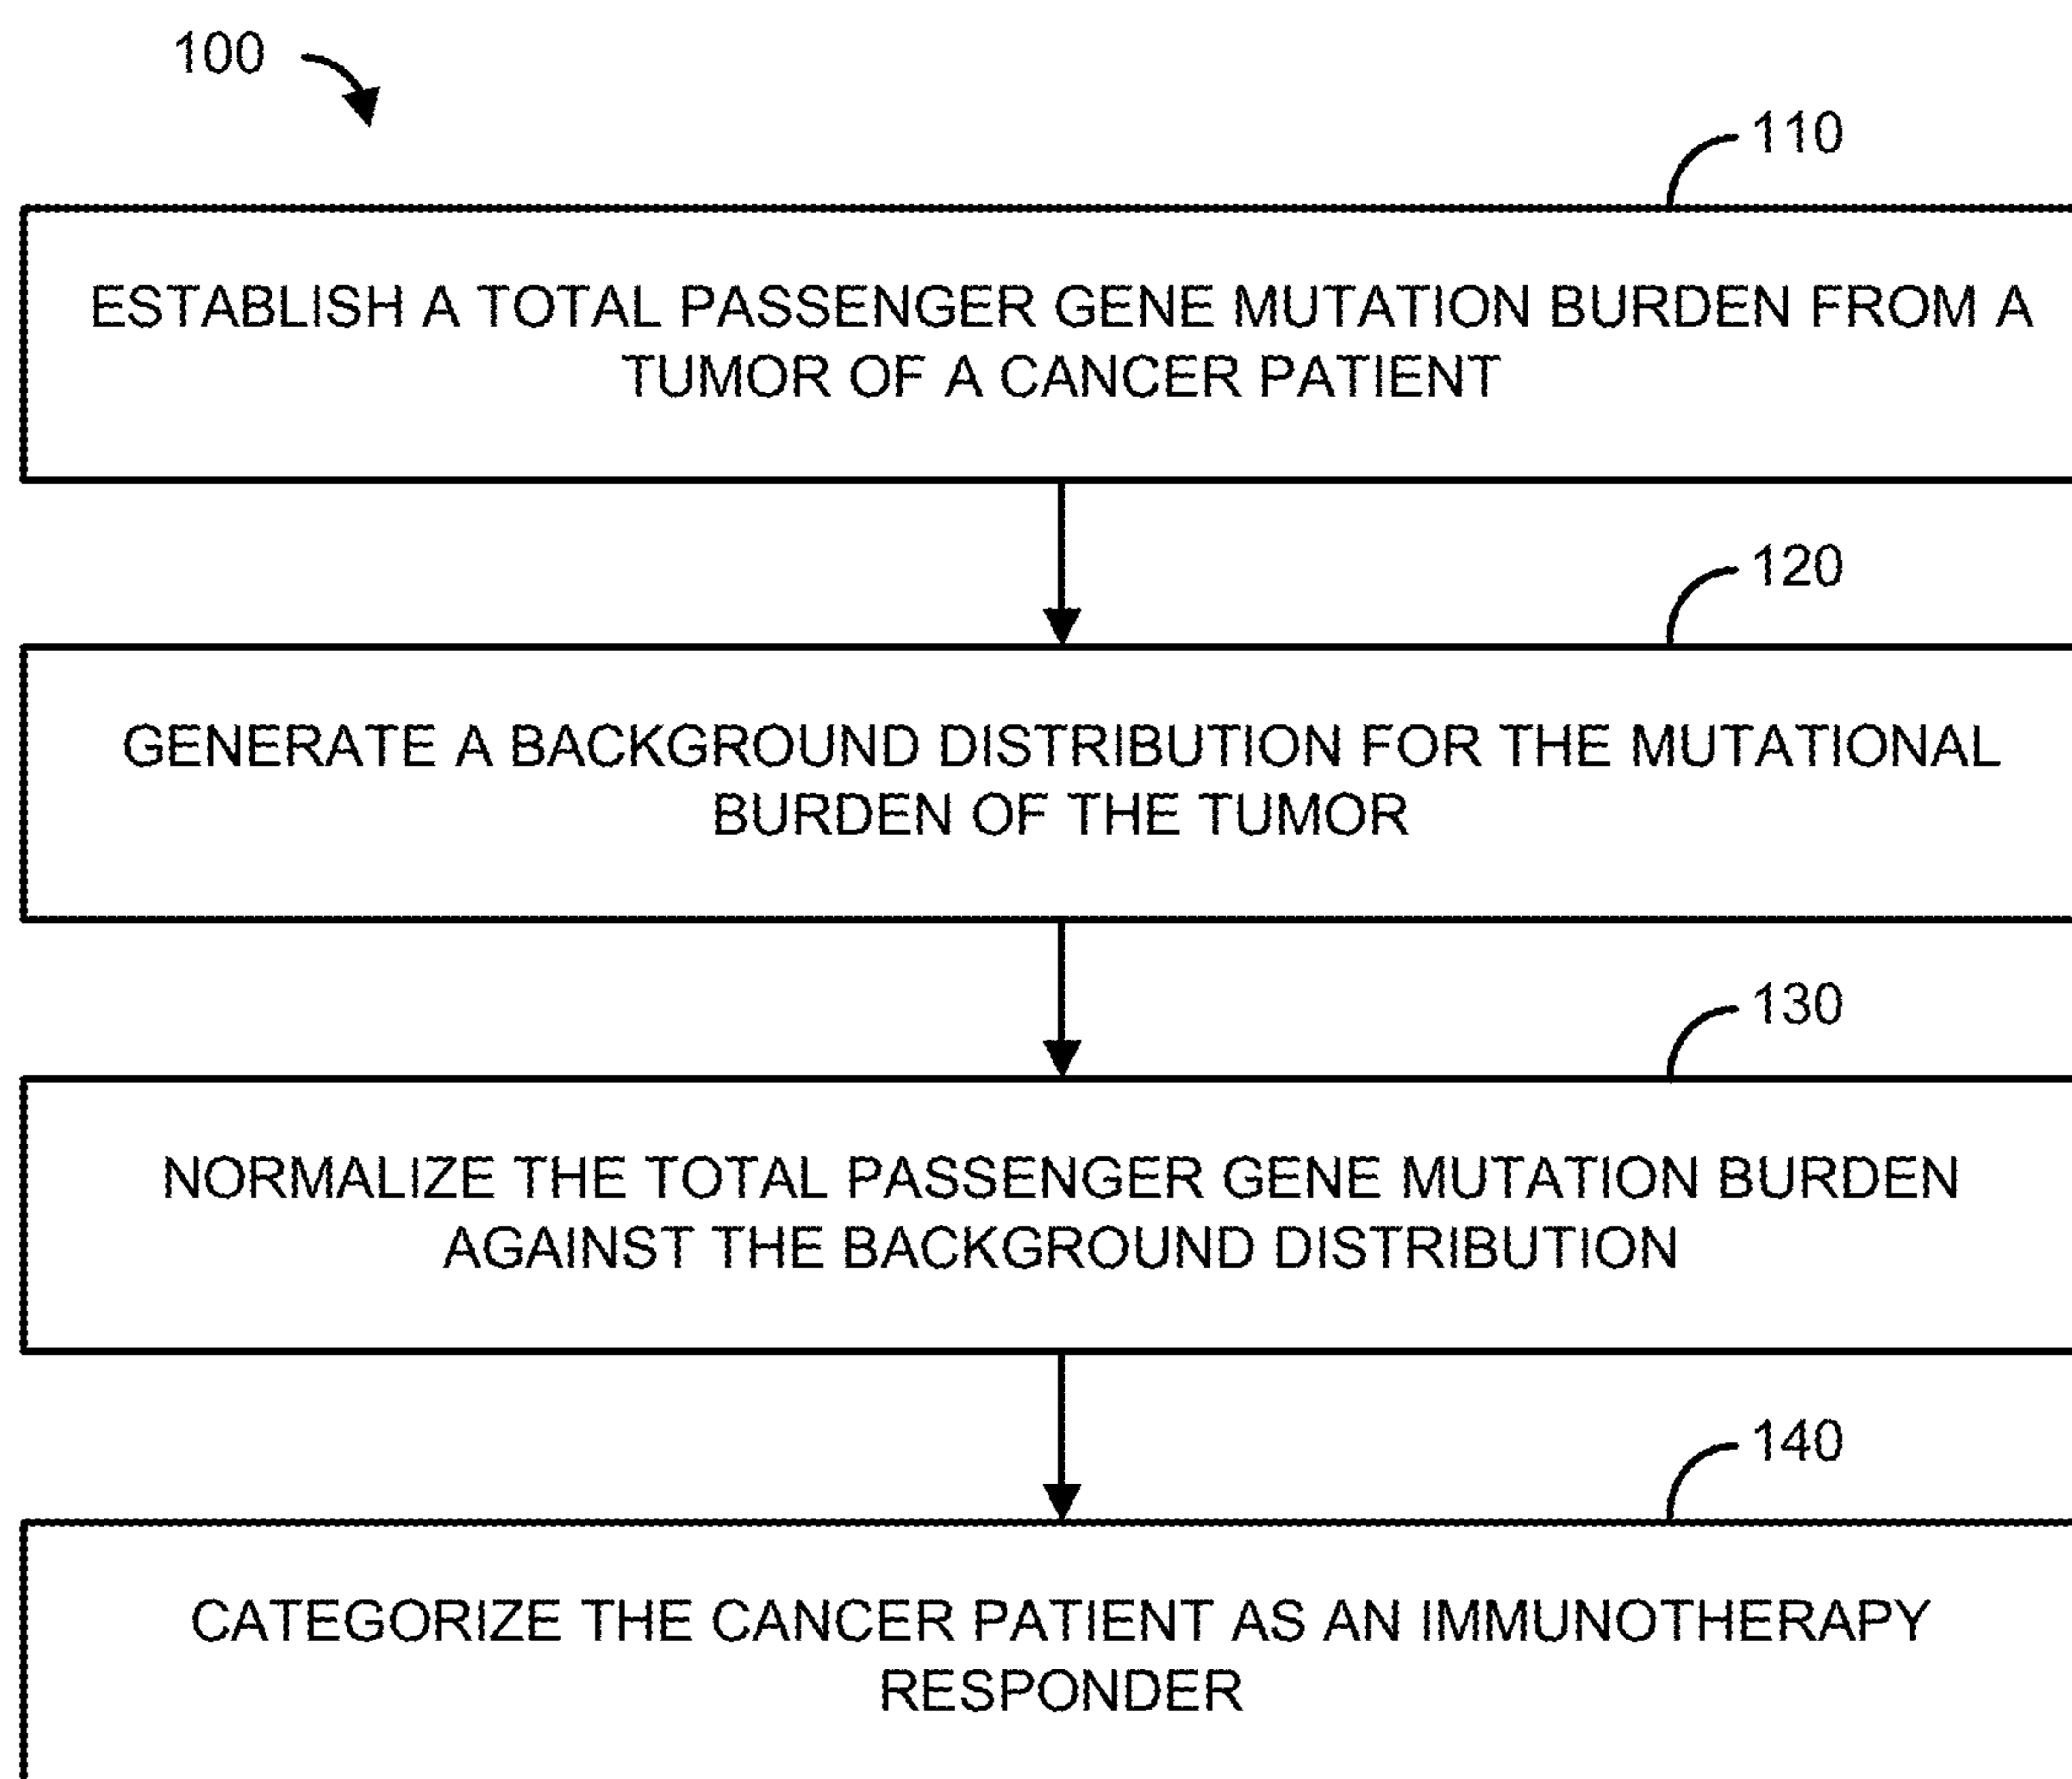 100
110
ESTABLISH A TOTAL PASSENGER GENE MUTATION BURDEN FROM A
TUMOR OF A CANCER PATIENT
120
GENERATE A BACKGROUND DISTRIBUTION FOR THE MUTATIONAL
BURDEN OF THE TUMOR
130
NORMALIZE THE TOTAL PASSENGER GENE MUTATION BURDEN
AGAINST THE BACKGROUND DISTRIBUTION
140
CATEGORIZE THE CANCER PATIENT AS AN IMMUNOTHERAPY
RESPONDER